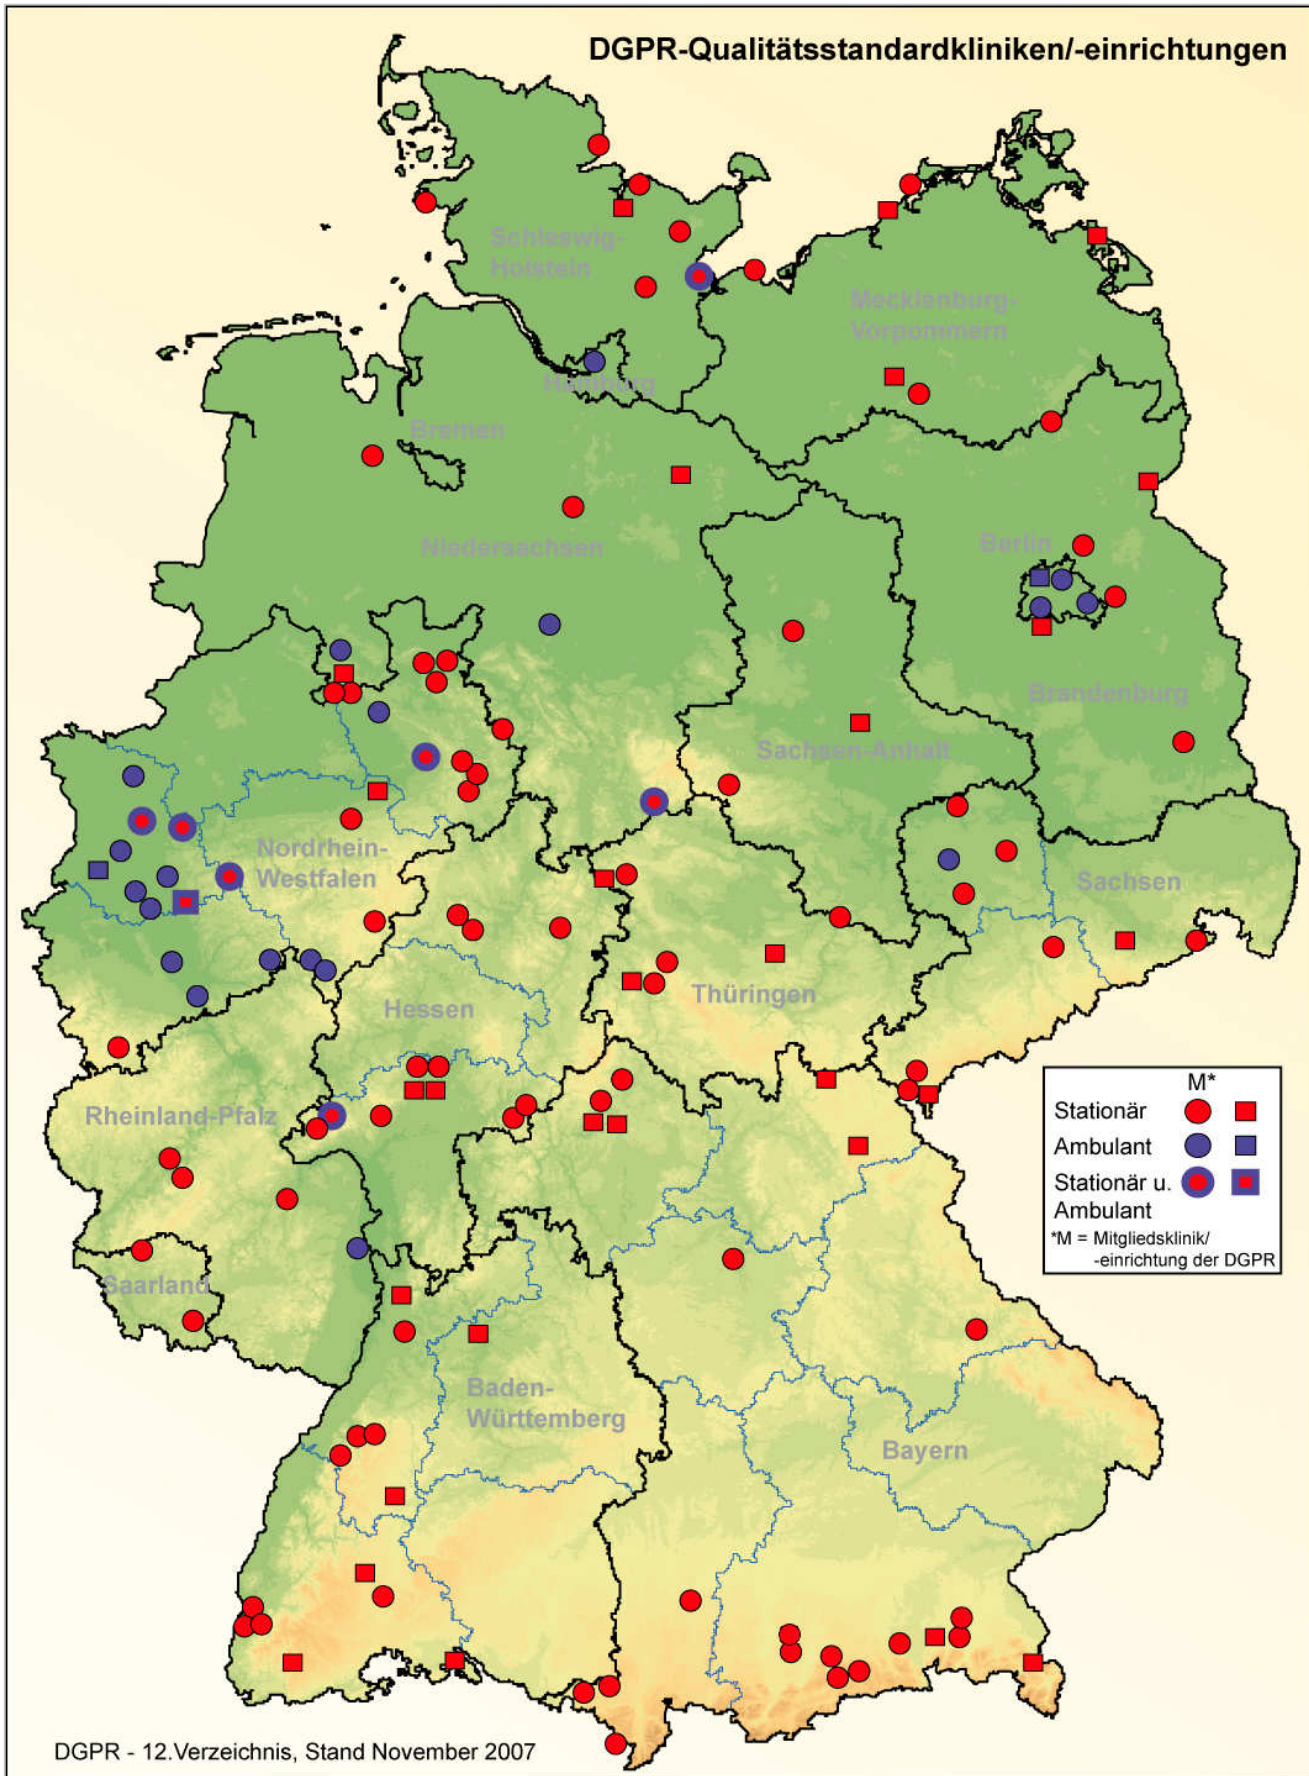 DGPR-Qualitätsstandardkliniken/-einrichtungen
Schleswig-
Holstein
Mecklenburg-
Vorpommern
Hamburg
Bremen
Niedersachsen
Berlin
Brandenburg
Sachsen-Anhalt
Nordrhein-
Westfalen
Sachsen
Hessen
Thüringen
Rheinland-Pfalz
Saarland
Baden-
Württemberg
Bayern
M*
Stationär
Ambulant
Stationär u.
Ambulant
*M = Mitgliedsklinik/
-einrichtung der DGPR
DGPR - 12.Verzeichnis, Stand November 2007